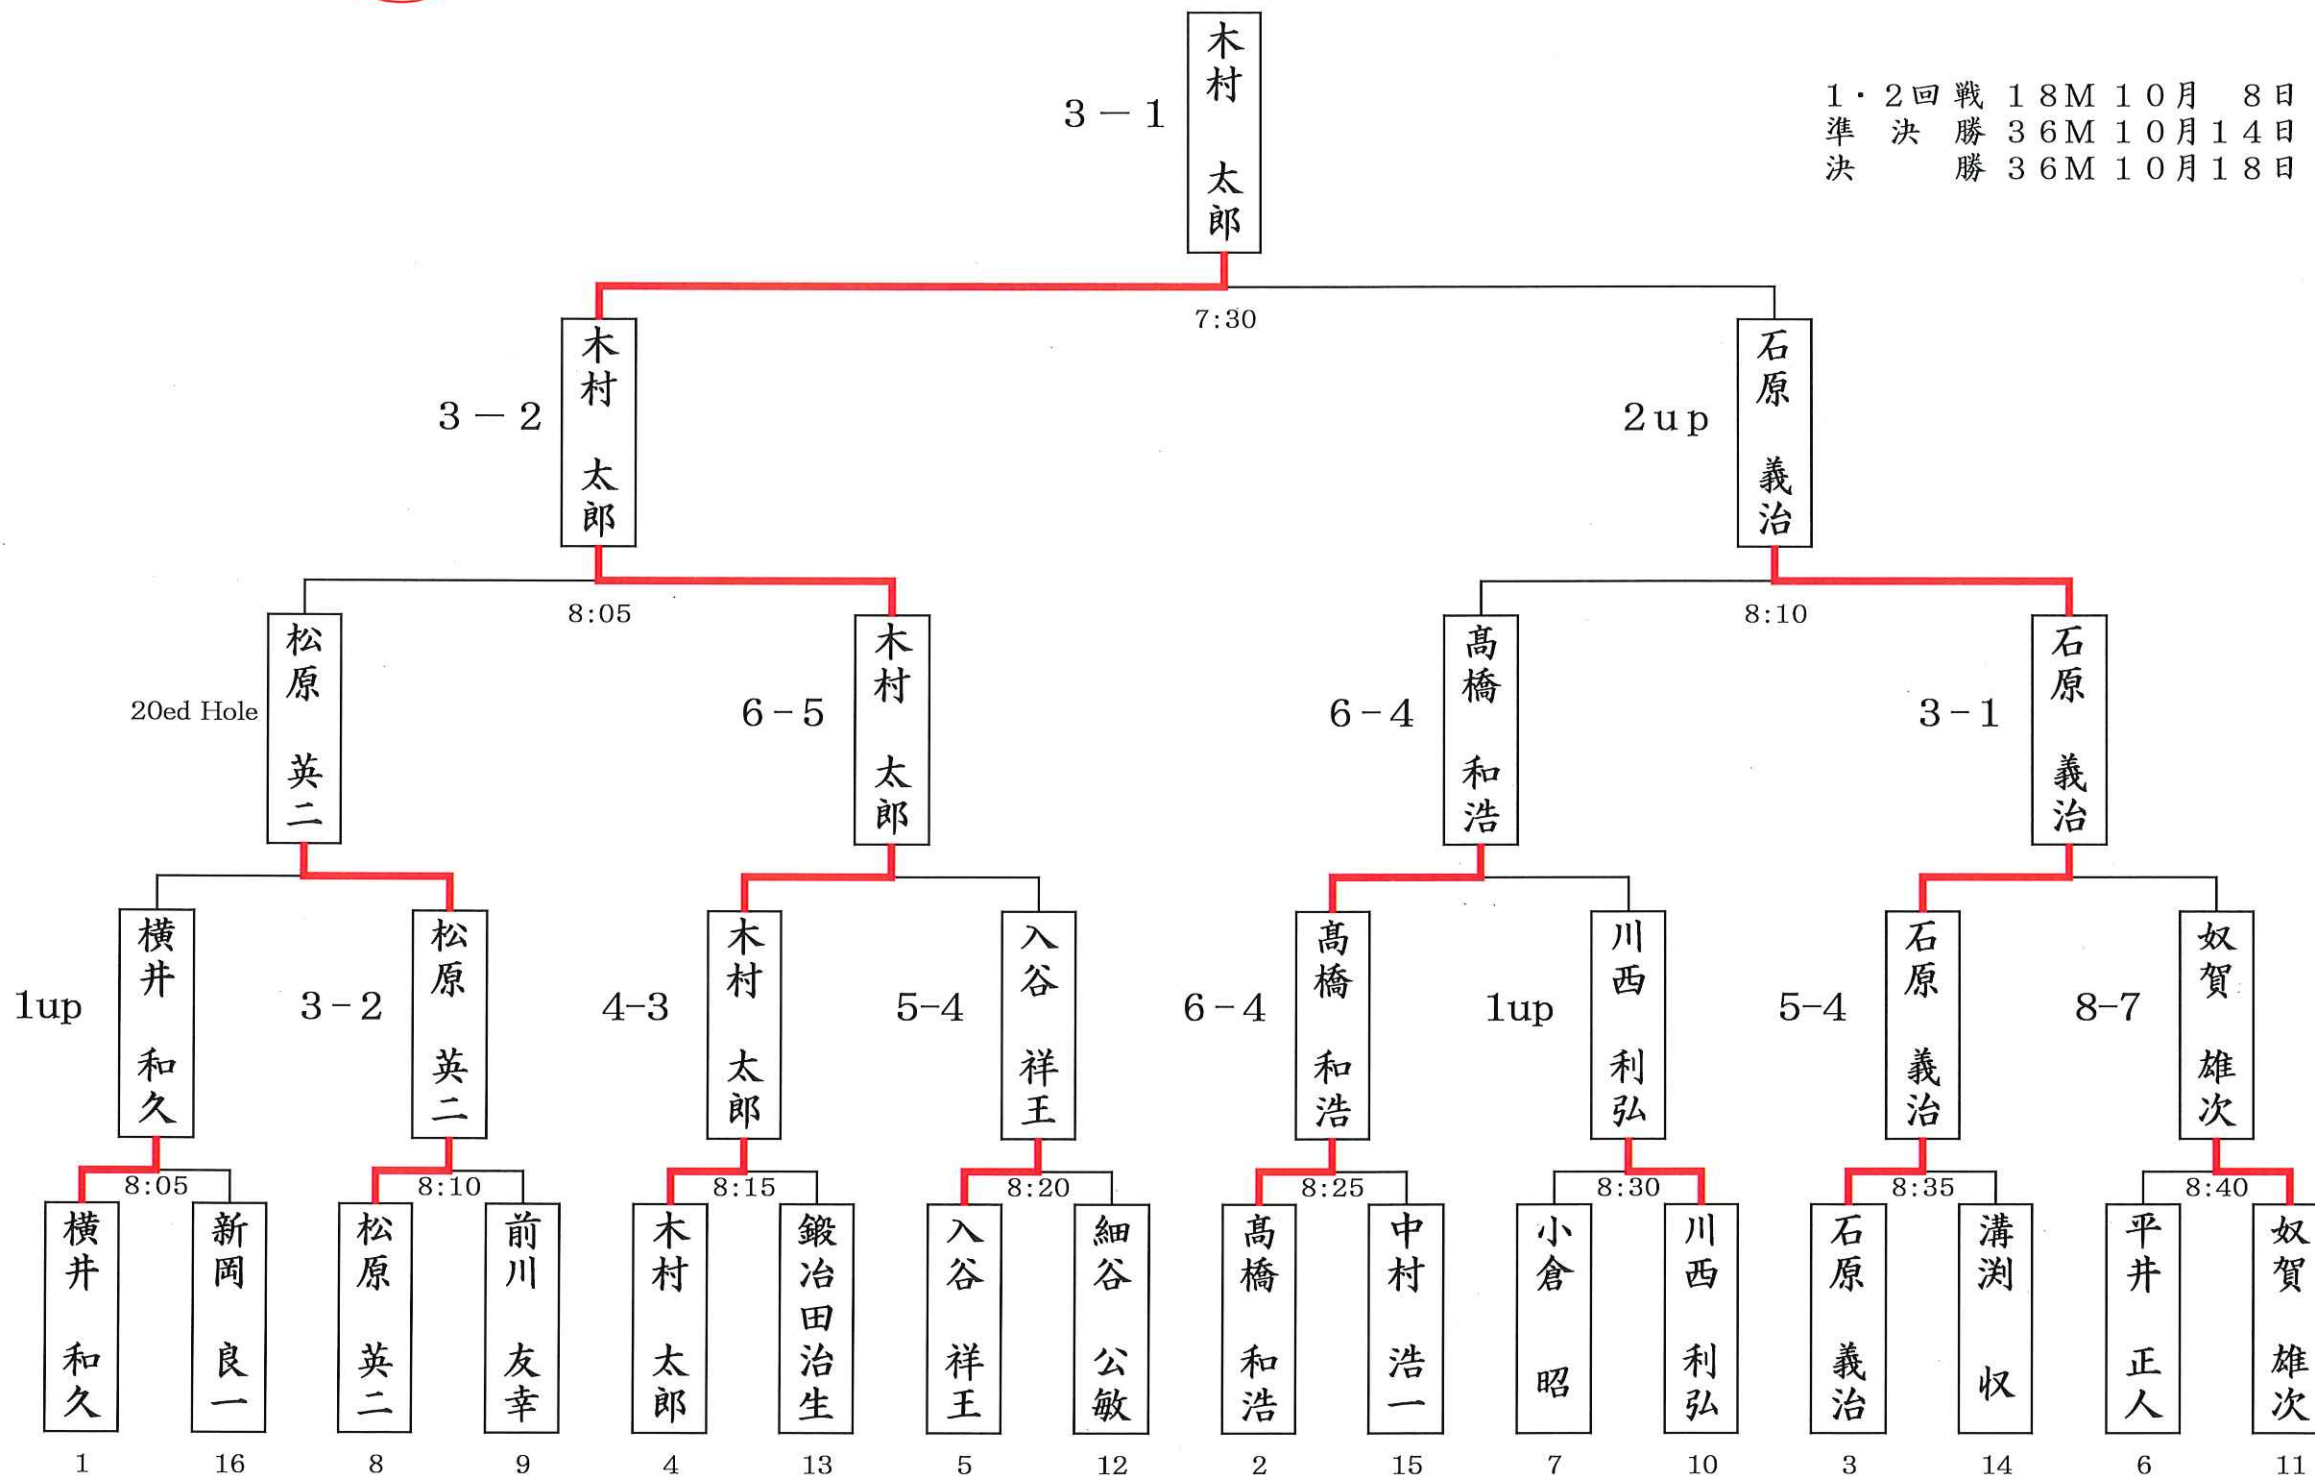 木村 太郎
3－1
1・2回戦 18M 10月 8日
準決勝 36M 10月14日
決勝 36M 10月18日
7:30
3－2
木村 太郎
2up
石原 義治
8:05
8:10
20ed Hole
松原 英二
6-5
木村 太郎
6-4
髙橋 和浩
3-1
石原 義治
1up
横井 和久
3-2
松原 英二
4-3
木村 太郎
5-4
入谷 祥王
6-4
髙橋 和浩
1up
川西 利弘
5-4
石原 義治
8-7
奴賀 雄次
8:05
8:10
8:15
8:20
8:25
8:30
8:35
8:40
横井 和久
新岡 良一
松原 英二
前川 友幸
木村 太郎
鍛冶田治生
入谷 祥王
細谷 公敏
髙橋 和浩
中村 浩一
小倉 昭
川西 利弘
石原 義治
溝渕 収
平井 正人
奴賀 雄次
1
16
8
9
4
13
5
12
2
15
7
10
3
14
6
11